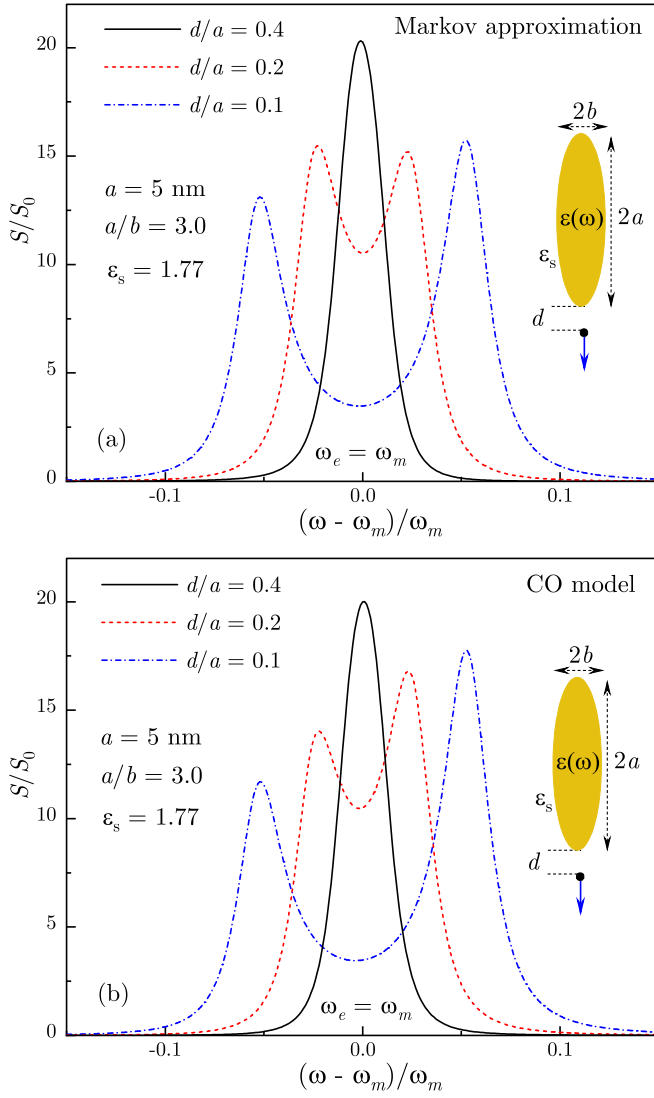 (a)
Markov approximation
d/a = 0.4
d/a = 0.2
d/a = 0.1
a = 5 nm
a/b = 3.0
εs = 1.77
ωe = ωm
2b
2a
ε(ω)
εs
d
S/S0
20
15
10
5
0
-0.1
0.0
0.1
(ω - ωm)/ωm
(b)
CO model
d/a = 0.4
d/a = 0.2
d/a = 0.1
a = 5 nm
a/b = 3.0
εs = 1.77
ωe = ωm
2b
2a
ε(ω)
εs
d
S/S0
20
15
10
5
0
-0.1
0.0
0.1
(ω - ωm)/ωm